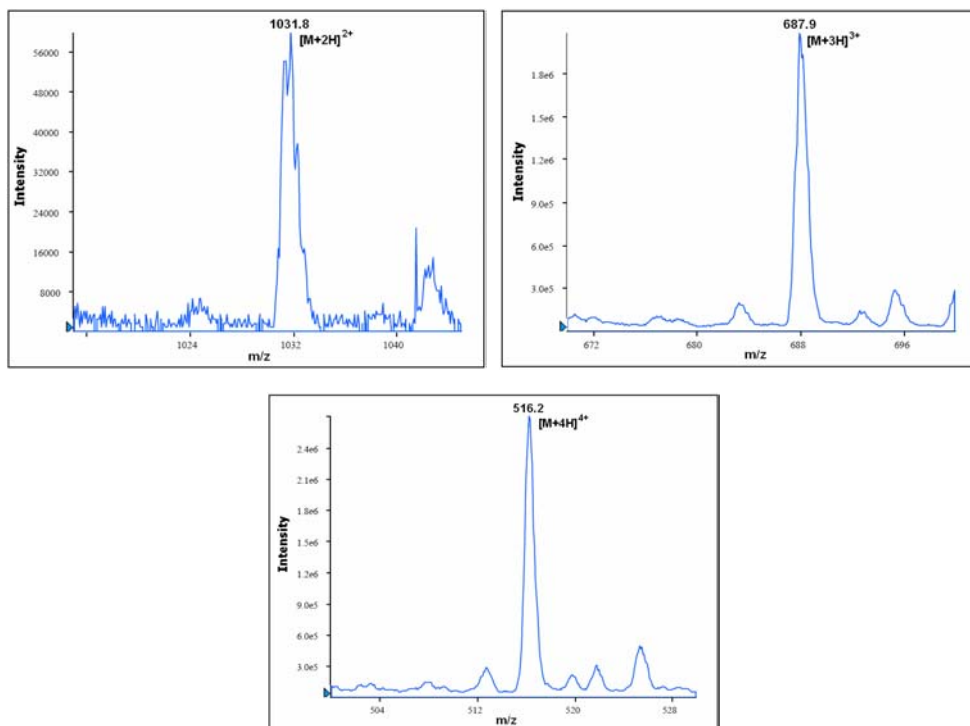 1031.8
[M+2H]2+
56000
48000
40000
32000
24000
16000
8000
Intensity
1024
1032
1040
m/z
687.9
[M+3H]3+
1.8e6
1.5e6
1.2e6
9.0e5
6.0e5
3.0e5
Intensity
672
680
688
696
m/z
516.2
[M+4H]4+
2.4e6
2.1e6
1.8e6
1.5e6
1.2e6
9.0e5
6.0e5
3.0e5
Intensity
504
512
520
528
m/z